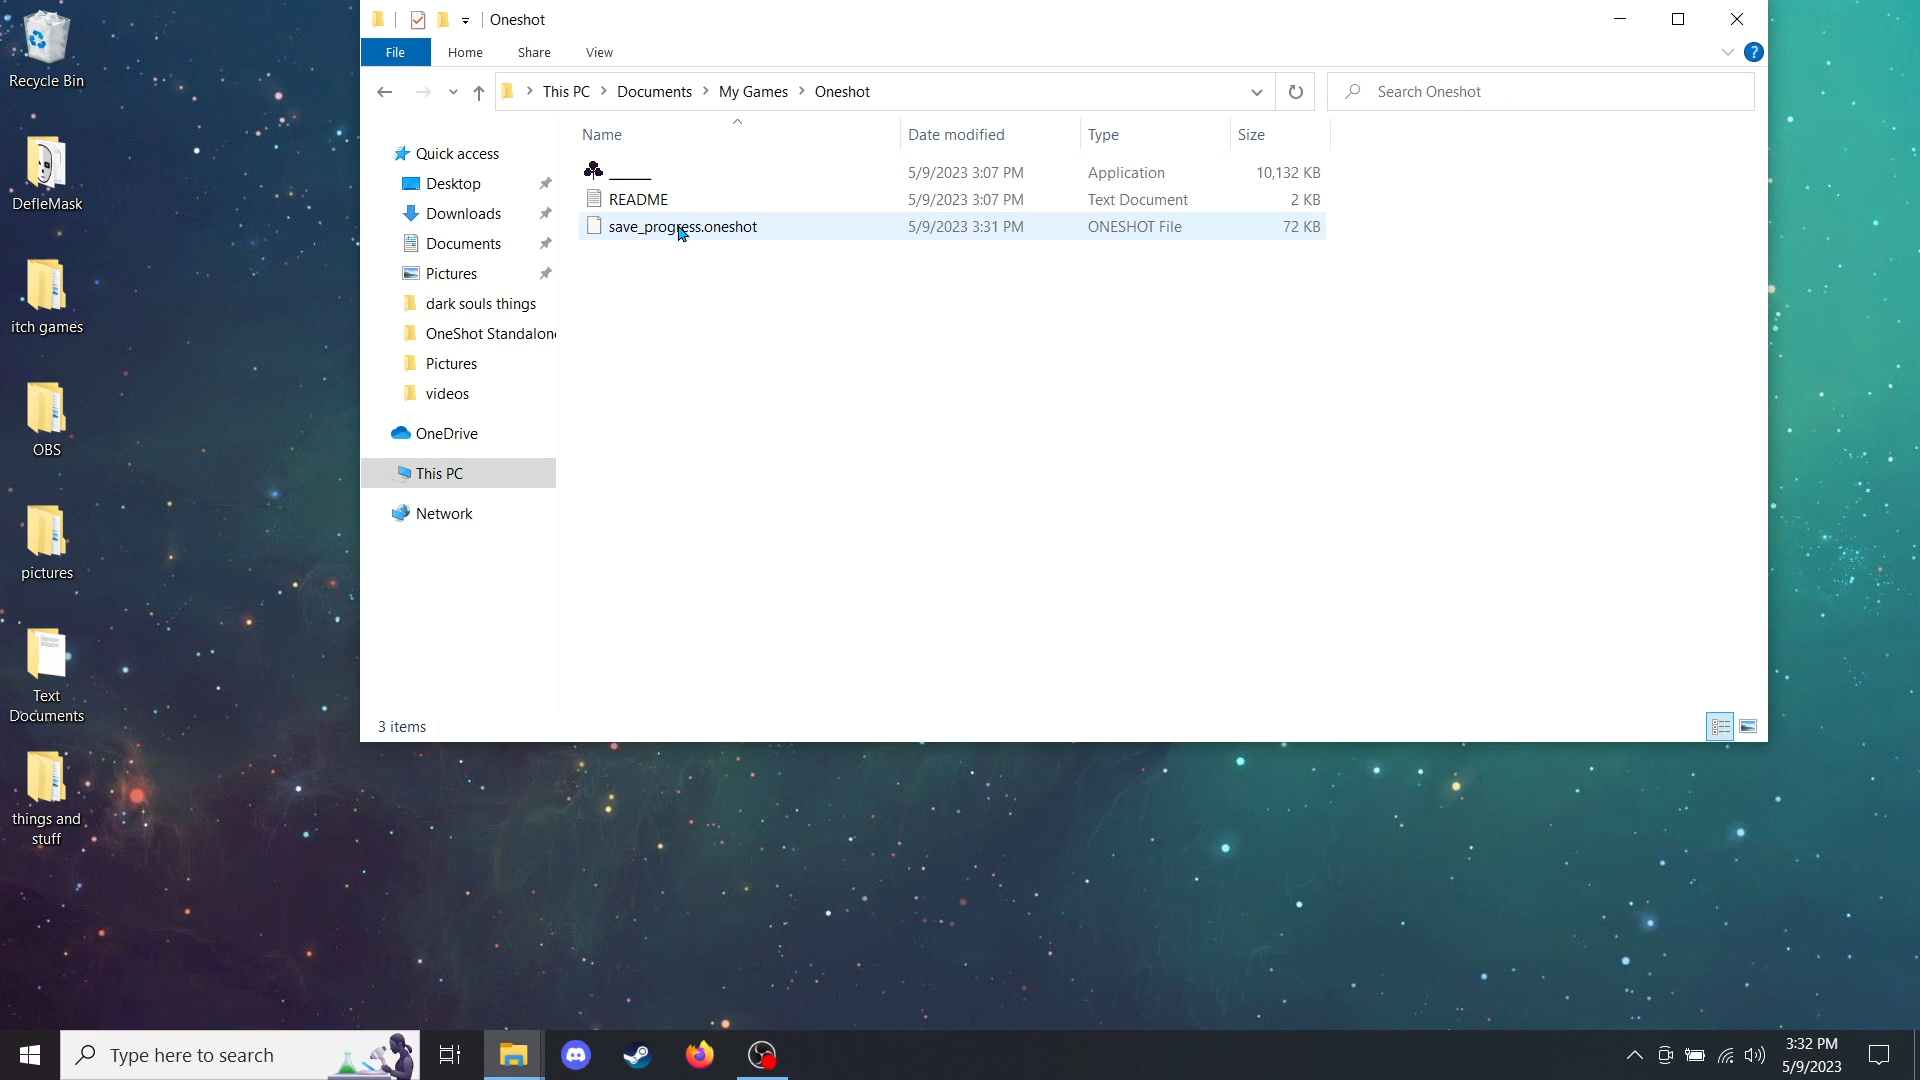 Oneshot
File Home Share View
This PC Documents My Games Oneshot
Search Oneshot
Name Date modified Type Size
______ 5/9/2023 3:07 PM Application 10,132 KB
README 5/9/2023 3:07 PM Text Document 2 KB
save_progress.oneshot 5/9/2023 3:31 PM ONESHOT File 72 KB
Quick access
Desktop
Downloads
Documents
Pictures
dark souls things
OneShot Standalon
Pictures
videos
OneDrive
This PC
Network
3 items
Recycle Bin
DefleMask
itch games
OBS
pictures
Text
Documents
things and
stuff
Type here to search
3:32 PM
5/9/2023